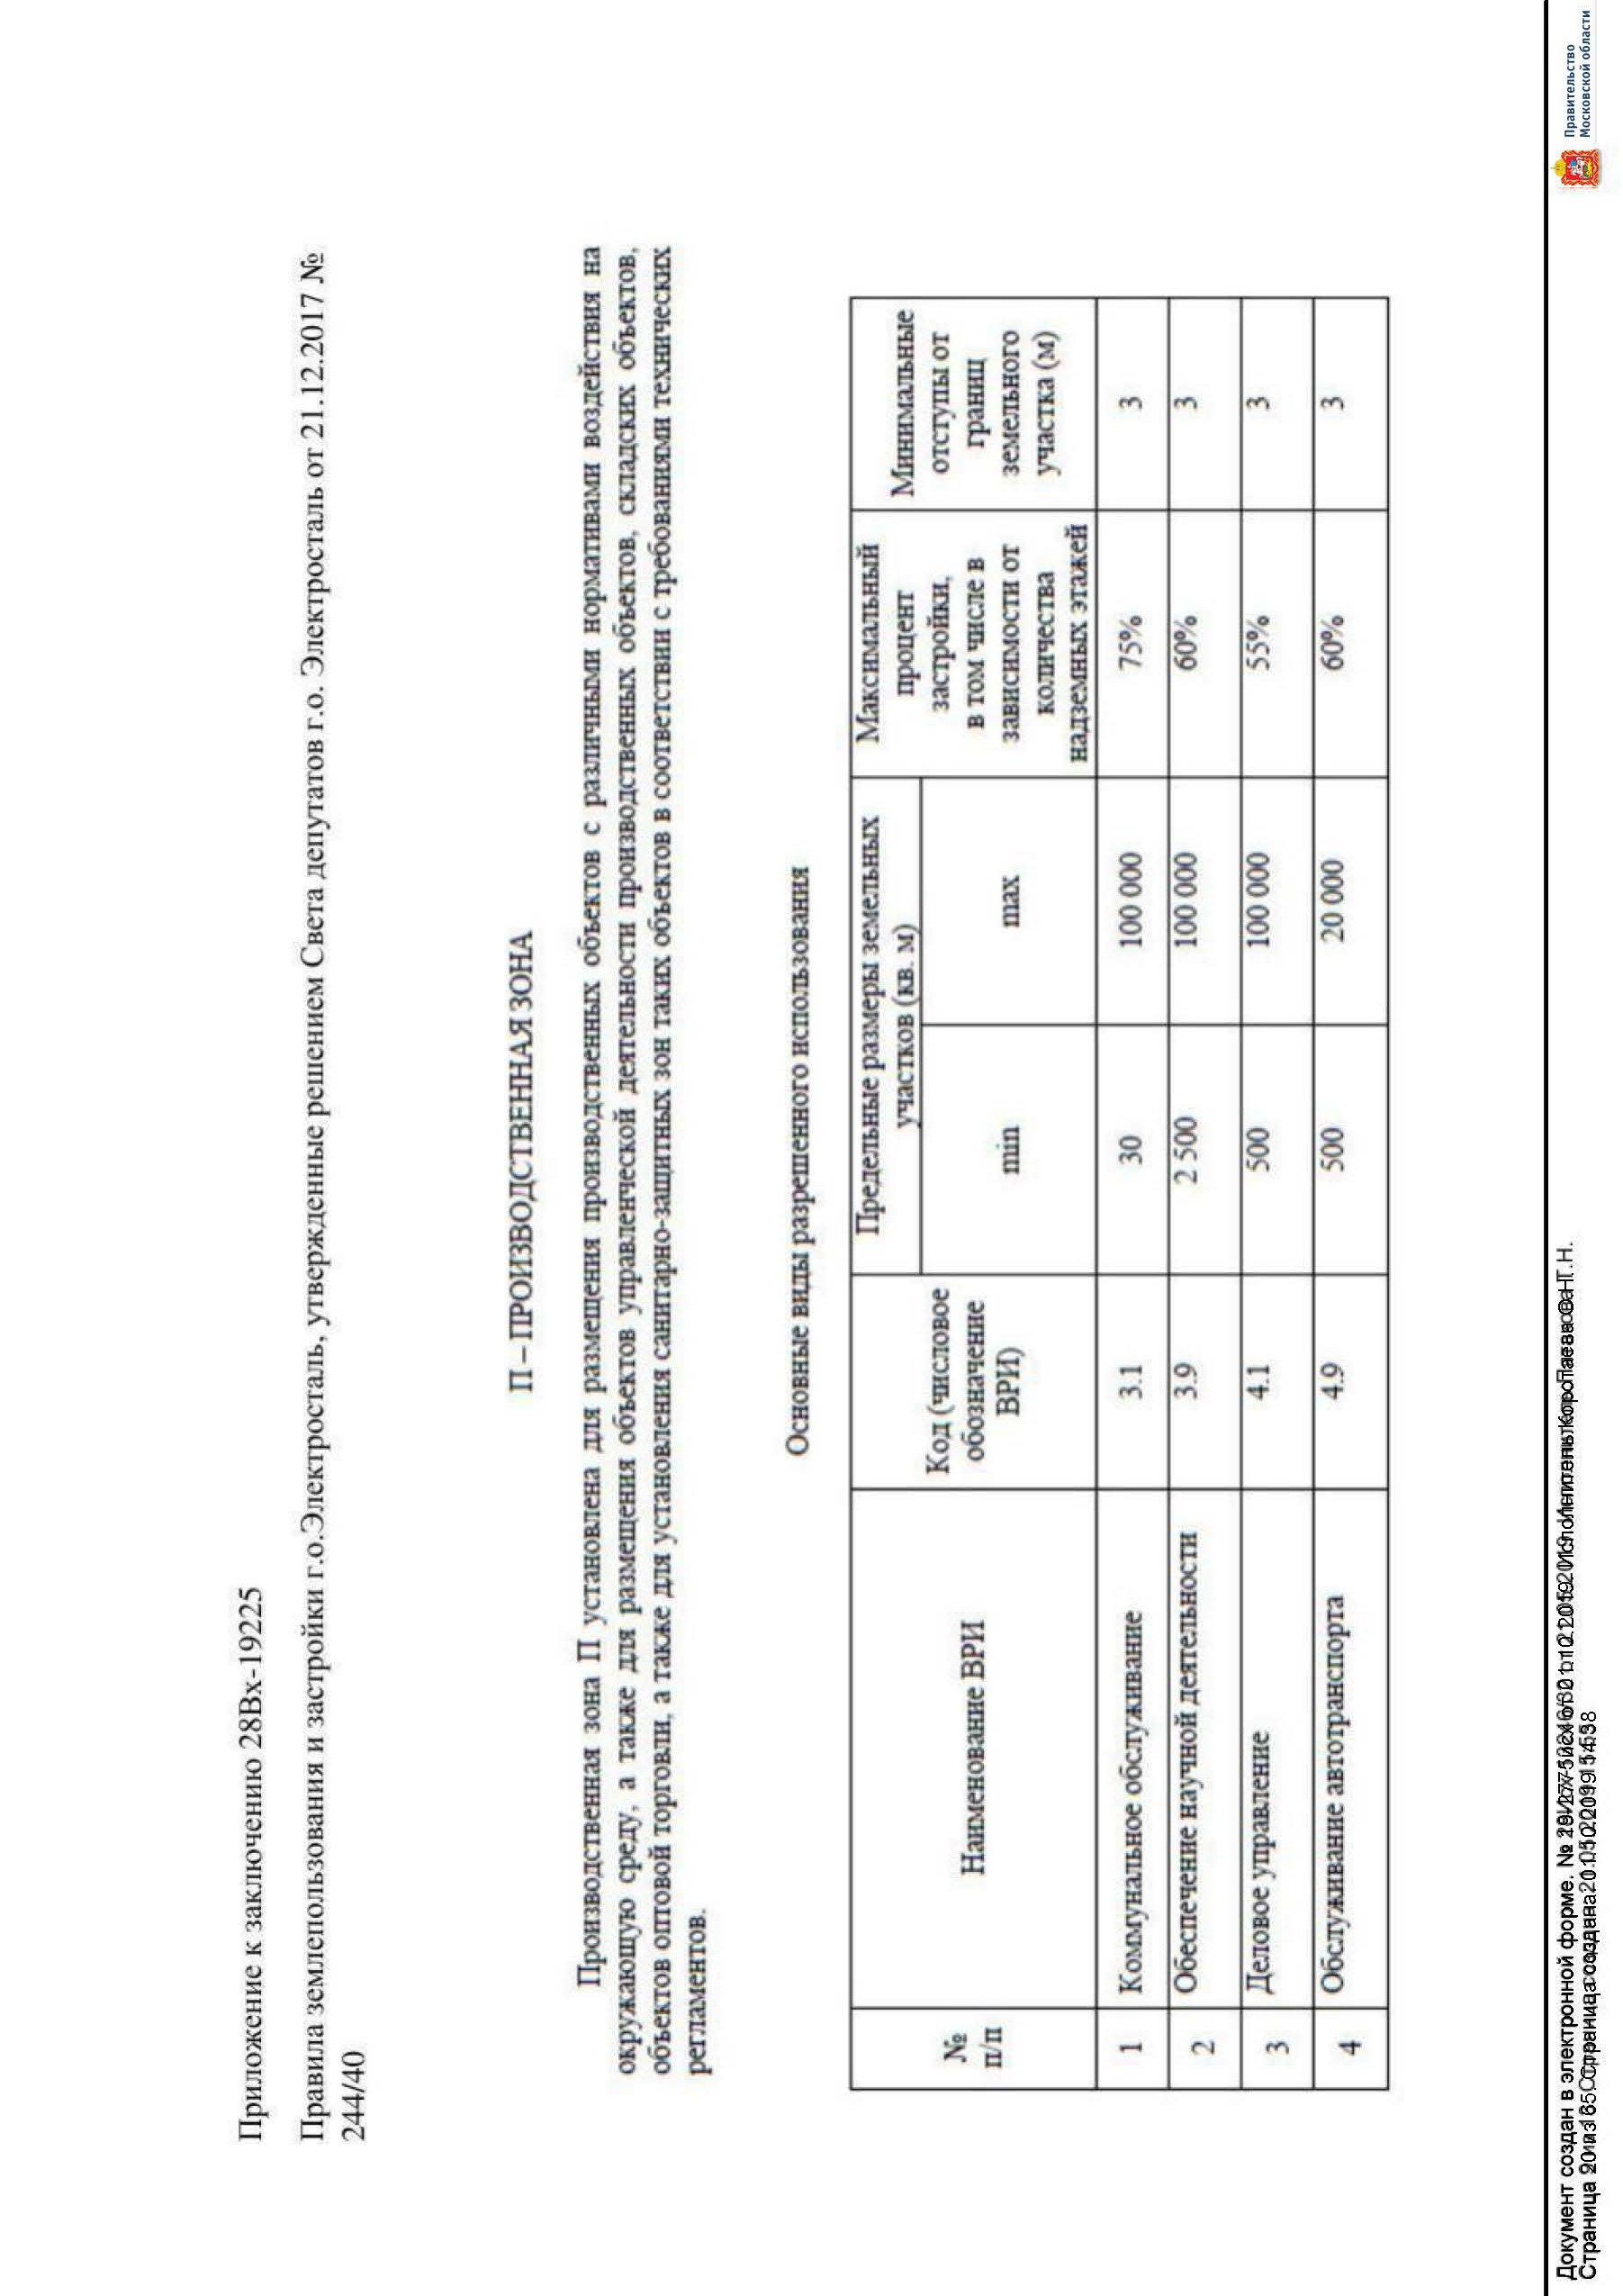 Приложение к заключению 28Вх-19225
Правила землепользования и застройки г.о.Электросталь, утвержденные решением Света депутатов г.о. Электросталь от 21.12.2017 №
244/40
П – ПРОИЗВОДСТВЕННАЯ ЗОНА
Производственная зона П установлена для размещения производственных объектов с различными нормативами воздействия на
окружающую среду, а также для размещения объектов управленческой деятельности производственных объектов, складских объектов,
объектов оптовой торговли, а также для установления санитарно-защитных зон таких объектов в соответствии с требованиями технических
регламентов.
Основные виды разрешенного использования
№
п/п
Наименование ВРИ
Код (числовое
обозначение
ВРИ)
Предельные размеры земельных
участков (кв. м)
min
max
Максимальный
процент
застройки,
в том числе в
зависимости от
количества
надземных этажей
Минимальные
отступы от
границ
земельного
участка (м)
1 Коммунальное обслуживание 3.1 30 100 000 75% 3
2 Обеспечение научной деятельности 3.9 2 500 100 000 60% 3
3 Деловое управление 4.1 500 100 000 55% 3
4 Обслуживание автотранспорта 4.9 500 20 000 60% 3
Документ создан в электронной форме. №
Страница
Правительство
Московской области